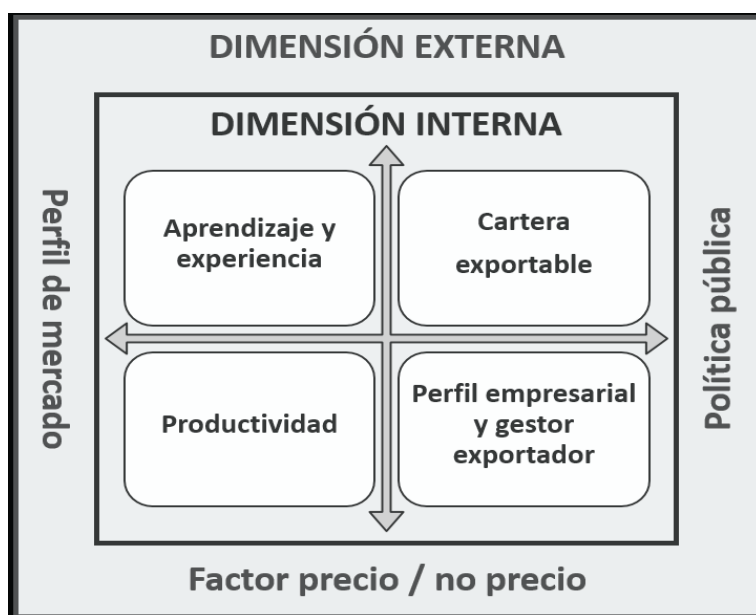 DIMENSIÓN EXTERNA
DIMENSIÓN INTERNA
Perfil de mercado
Aprendizaje y
experiencia
Cartera
exportable
Política pública
Productividad
Perfil empresarial
y gestor
exportador
Factor precio / no precio